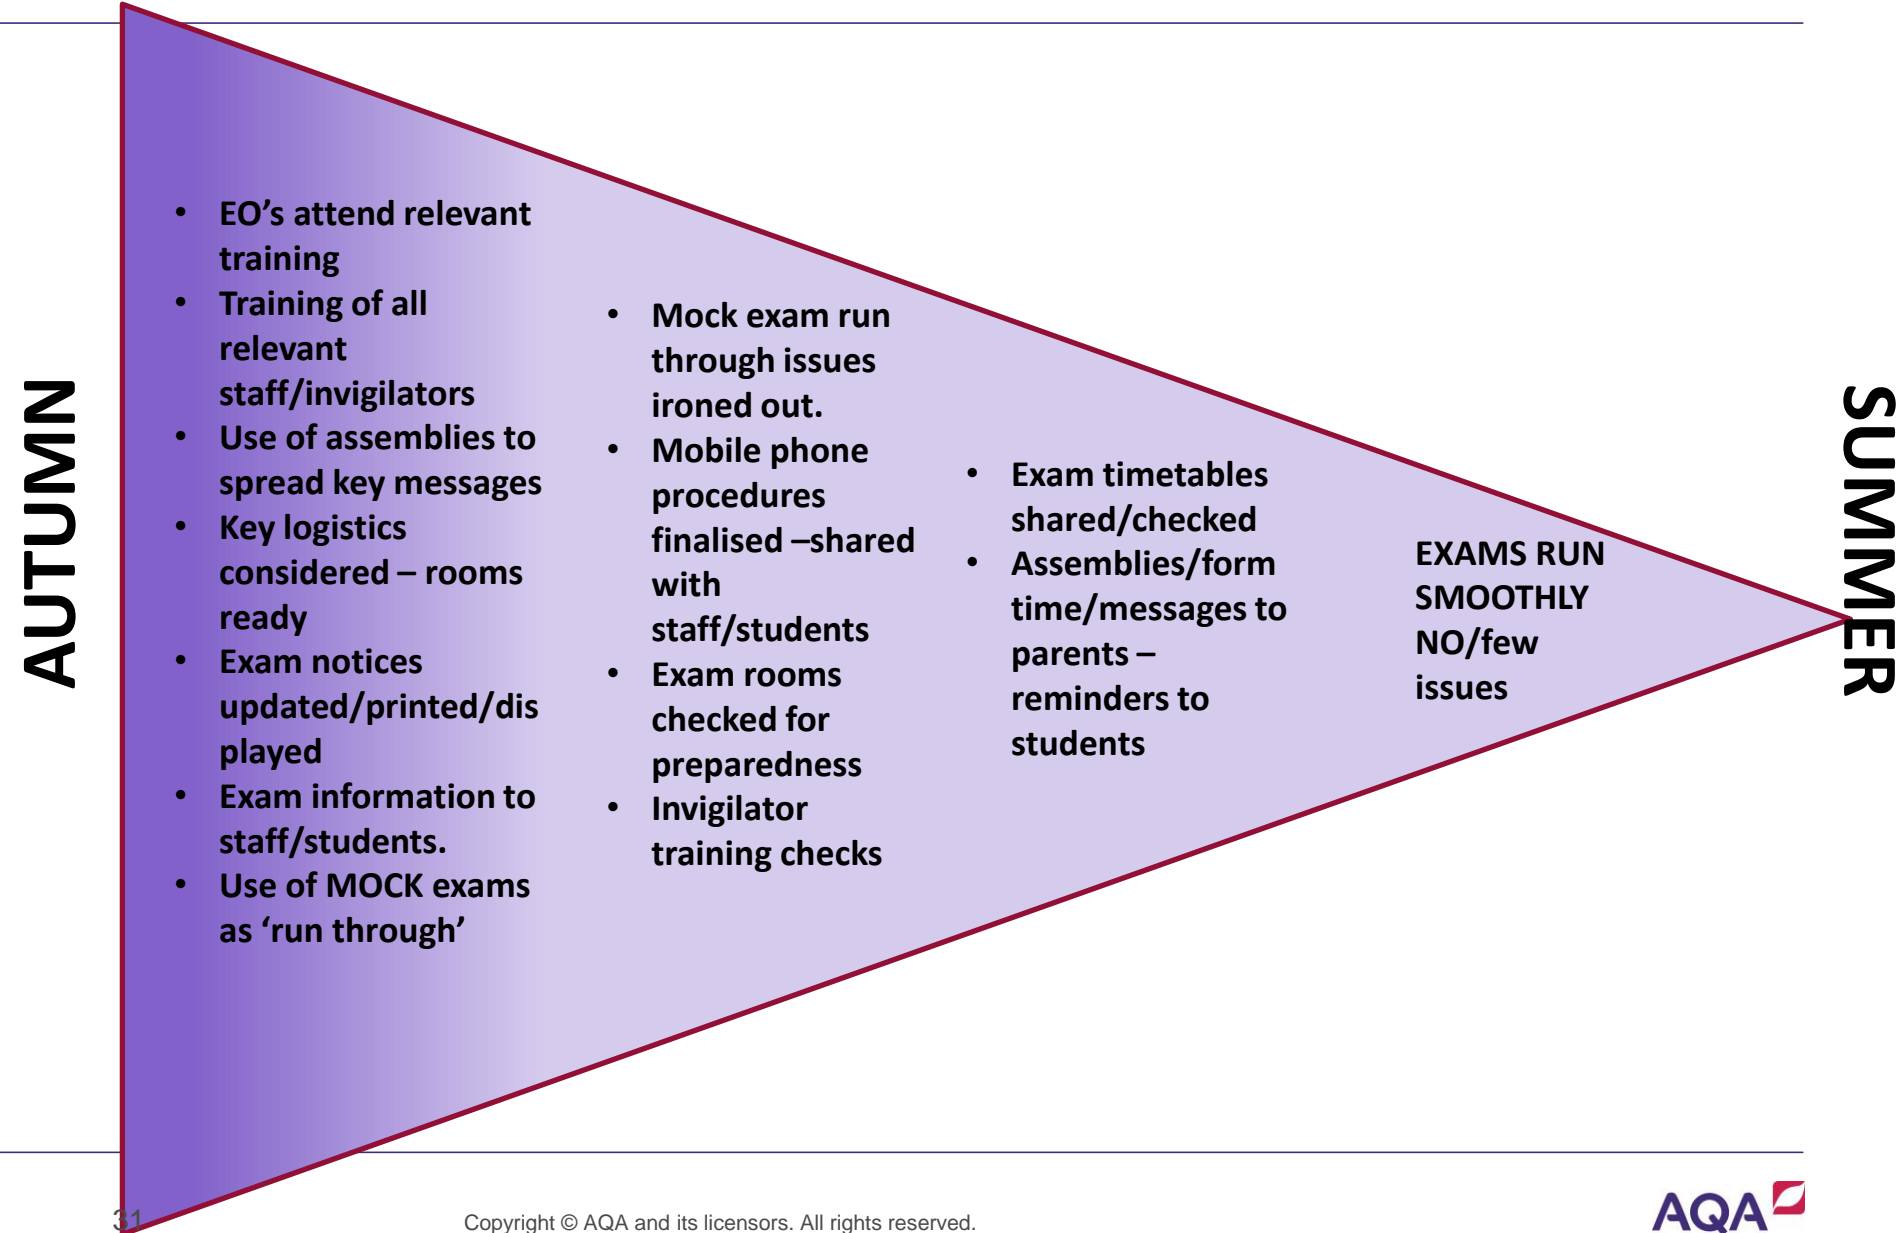 AUTUMN
• EO’s attend relevant
training
• Training of all
relevant
staff/invigilators
• Use of assemblies to
spread key messages
• Key logistics
considered – rooms
ready
• Exam notices
updated/printed/dis
played
• Exam information to
staff/students.
• Use of MOCK exams
as ‘run through’
• Mock exam run
through issues
ironed out.
• Mobile phone
procedures
finalised –shared
with
staff/students
• Exam rooms
checked for
preparedness
• Invigilator
training checks
• Exam timetables
shared/checked
• Assemblies/form
time/messages to
parents –
reminders to
students
EXAMS RUN
SMOOTHLY
NO/few
issues
SUMMER
31
Copyright © AQA and its licensors. All rights reserved.
AQA